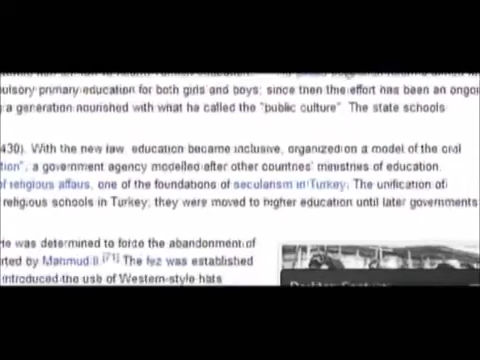 ulsory primary education for both girls and boys; since then the effort has been an ongoi
g a generation nourished with what he called the "public culture" The state schools
430). With the new law education became inclusive, organized on a model of the
tion", a government agency modelled after other countries' ministries of education.
of religious affairs, one of the foundations of secularism in Turkey. The unification of
religious schools in Turkey; they were moved to higher education until later governments
He was determined to force the abandonment of
rted by Mahmud II.[71] The fez was established
introduced the use of Western-style hats